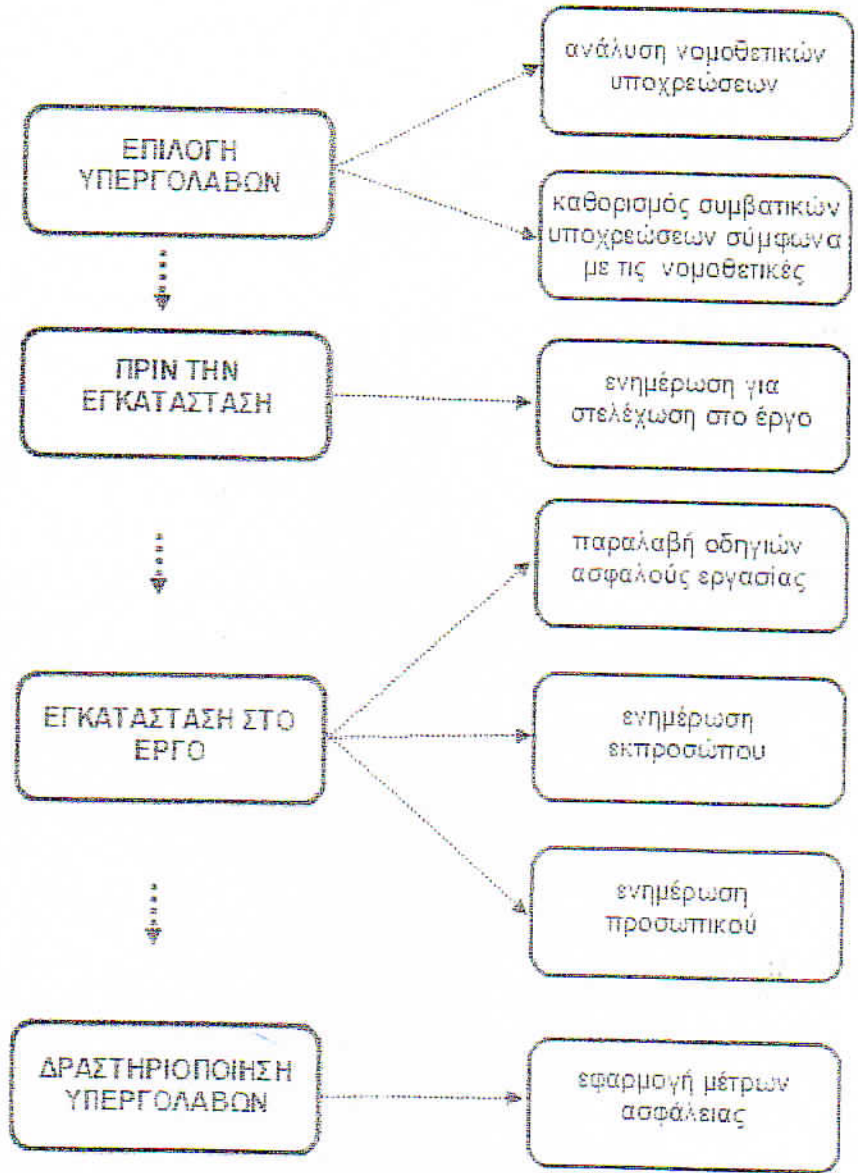 ΕΠΙΛΟΓΗ
ΥΠΕΡΓΟΛΑΒΩΝ
ανάλυση νομοθετικών
υποχρεώσεων
καθορισμός συμβατικών
υποχρεώσεων σύμφωνα
με τις νομοθετικές
ΠΡΙΝ ΤΗΝ
ΕΓΚΑΤΑΣΤΑΣΗ
ενημέρωση για
στελέχωση στο έργο
ΕΓΚΑΤΑΣΤΑΣΗ ΣΤΟ
ΕΡΓΟ
παραλαβή οδηγιών
ασφαλούς εργασίας
ενημέρωση
εκπροσώπου
ενημέρωση
προσωπικού
ΔΡΑΣΤΗΡΙΟΠΟΙΗΣΗ
ΥΠΕΡΓΟΛΑΒΩΝ
εφαρμογή μέτρων
ασφάλειας